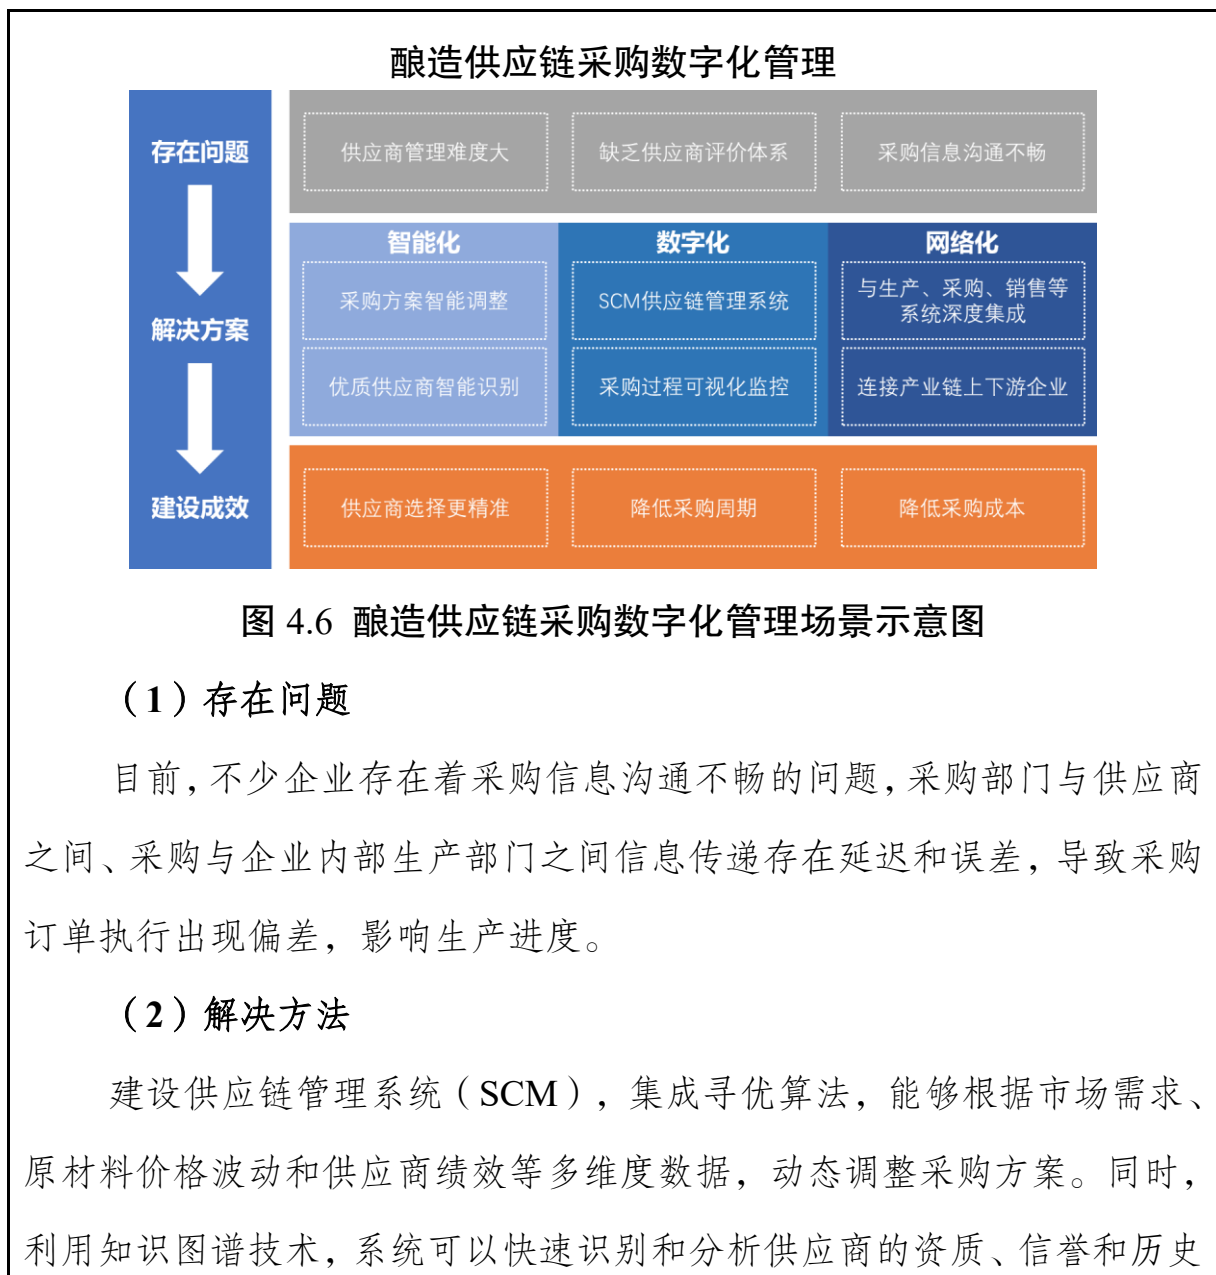 酿造供应链采购数字化管理
存在问题
供应商管理难度大
缺乏供应商评价体系
采购信息沟通不畅
解决方案
智能化
数字化
网络化
采购方案智能调整
SCM供应链管理系统
与生产、采购、销售等
系统深度集成
优质供应商智能识别
采购过程可视化监控
连接产业链上下游企业
建设成效
供应商选择更精准
降低采购周期
降低采购成本
图 4.6 酿造供应链采购数字化管理场景示意图
（1）存在问题
目前，不少企业存在着采购信息沟通不畅的问题，采购部门与供应商
之间、采购与企业内部生产部门之间信息传递存在延迟和误差，导致采购
订单执行出现偏差，影响生产进度。
（2）解决方法
建设供应链管理系统（SCM），集成寻优算法，能够根据市场需求、
原材料价格波动和供应商绩效等多维度数据，动态调整采购方案。同时，
利用知识图谱技术，系统可以快速识别和分析供应商的资质、信誉和历史